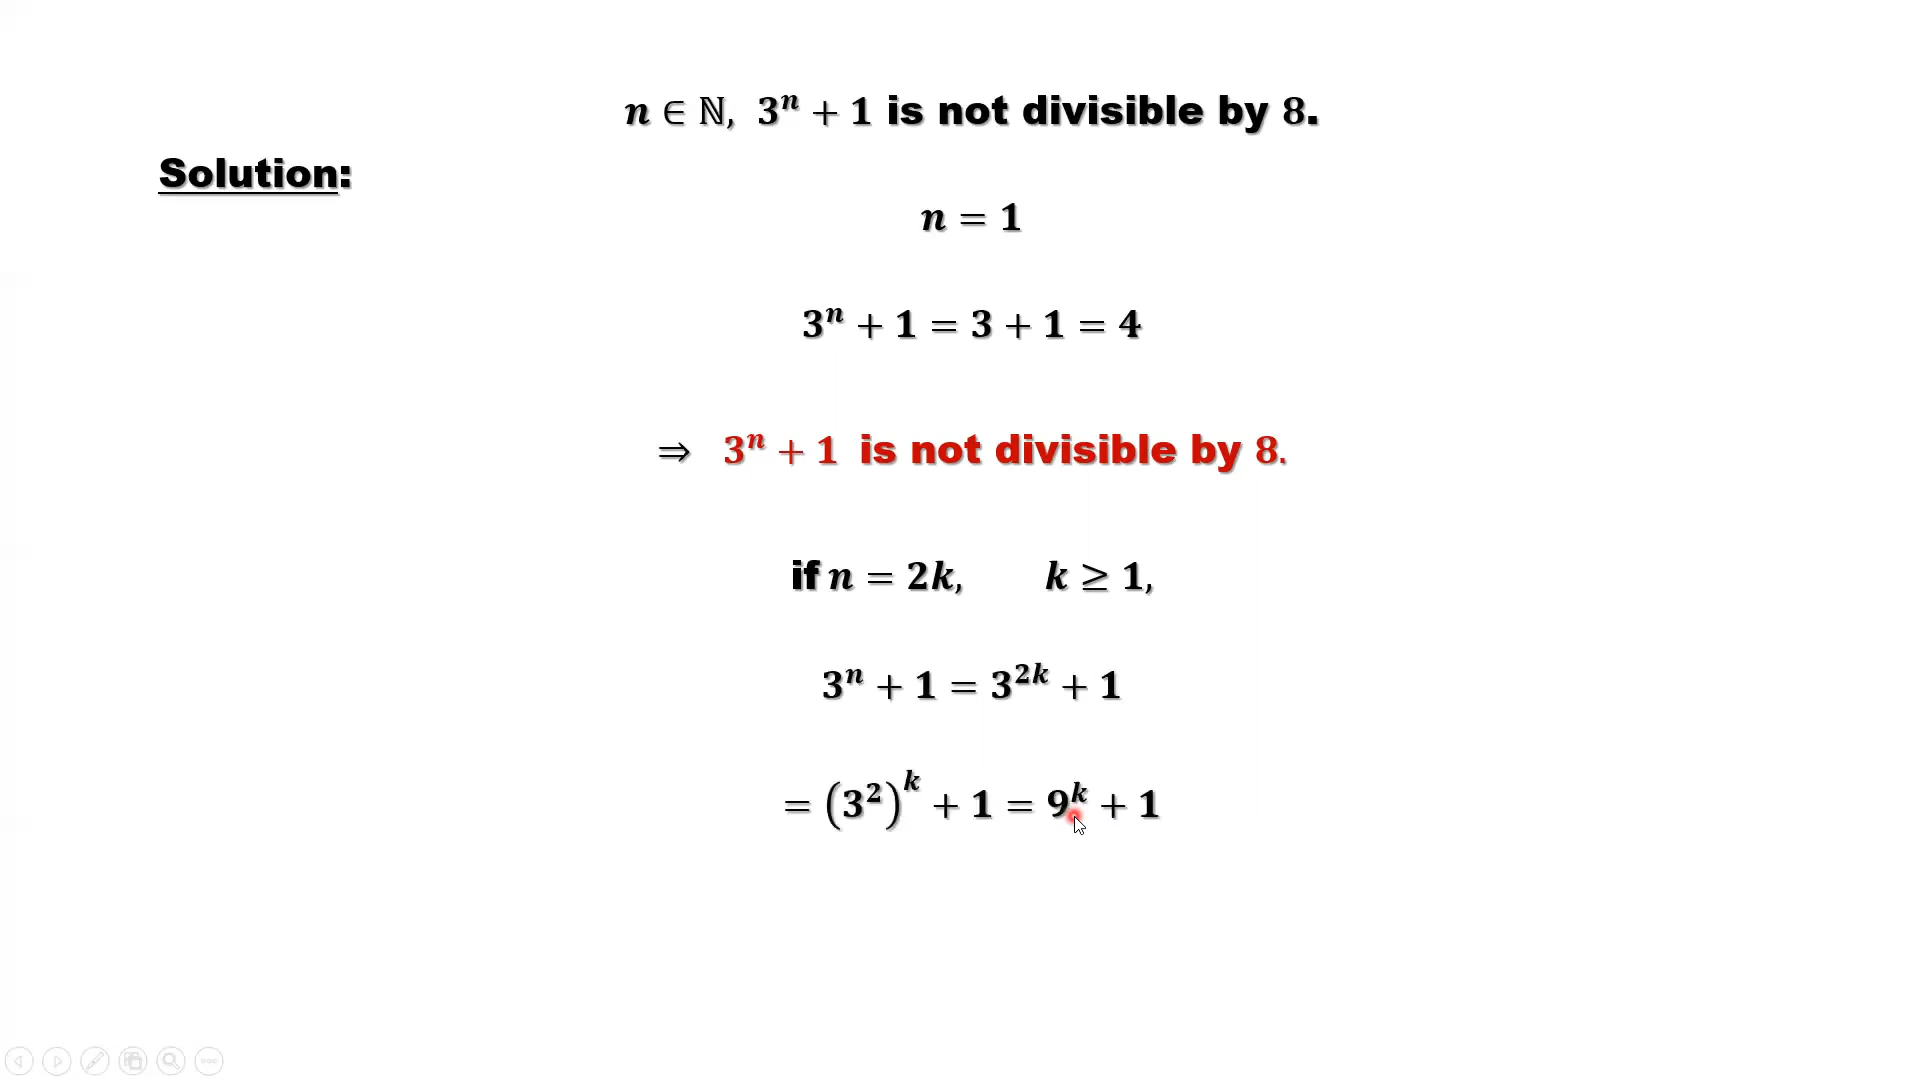 n ∈ ℕ, 3ⁿ + 1 is not divisible by 8.
Solution:
n = 1
3ⁿ + 1 = 3 + 1 = 4
⇒ 3ⁿ + 1 is not divisible by 8.
if n = 2k, k ≥ 1,
3ⁿ + 1 = 3²ᵏ + 1
= (3²)ᵏ + 1 = 9ᵏ + 1